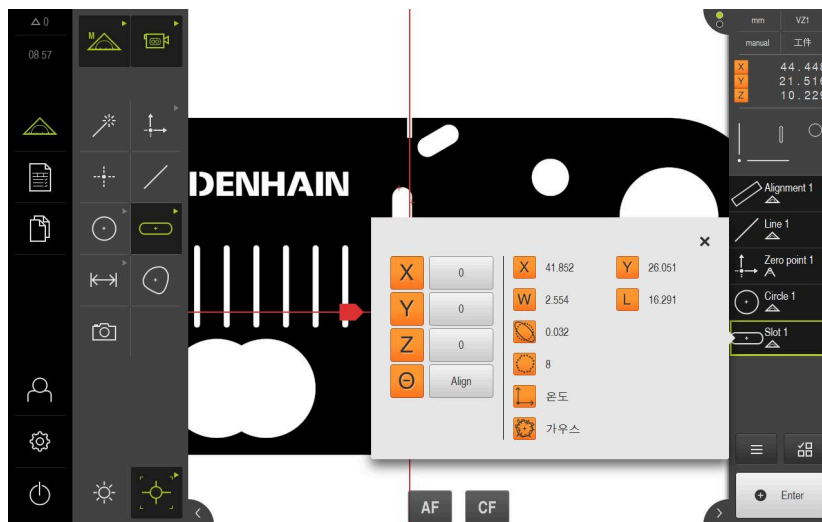 0
08 57
M
DENHAIN
X 0
Y 0
Z 0
Θ Align
X 41.852 Y 26.051
W 2.554 L 16.291
0.032
8
온도
가우스
AF CF
mm VZ1
manual 工件
X 44.448
Y 21.516
Z 10.229
Alignment 1
Line 1
Zero point 1
Circle 1
Slot 1
Enter